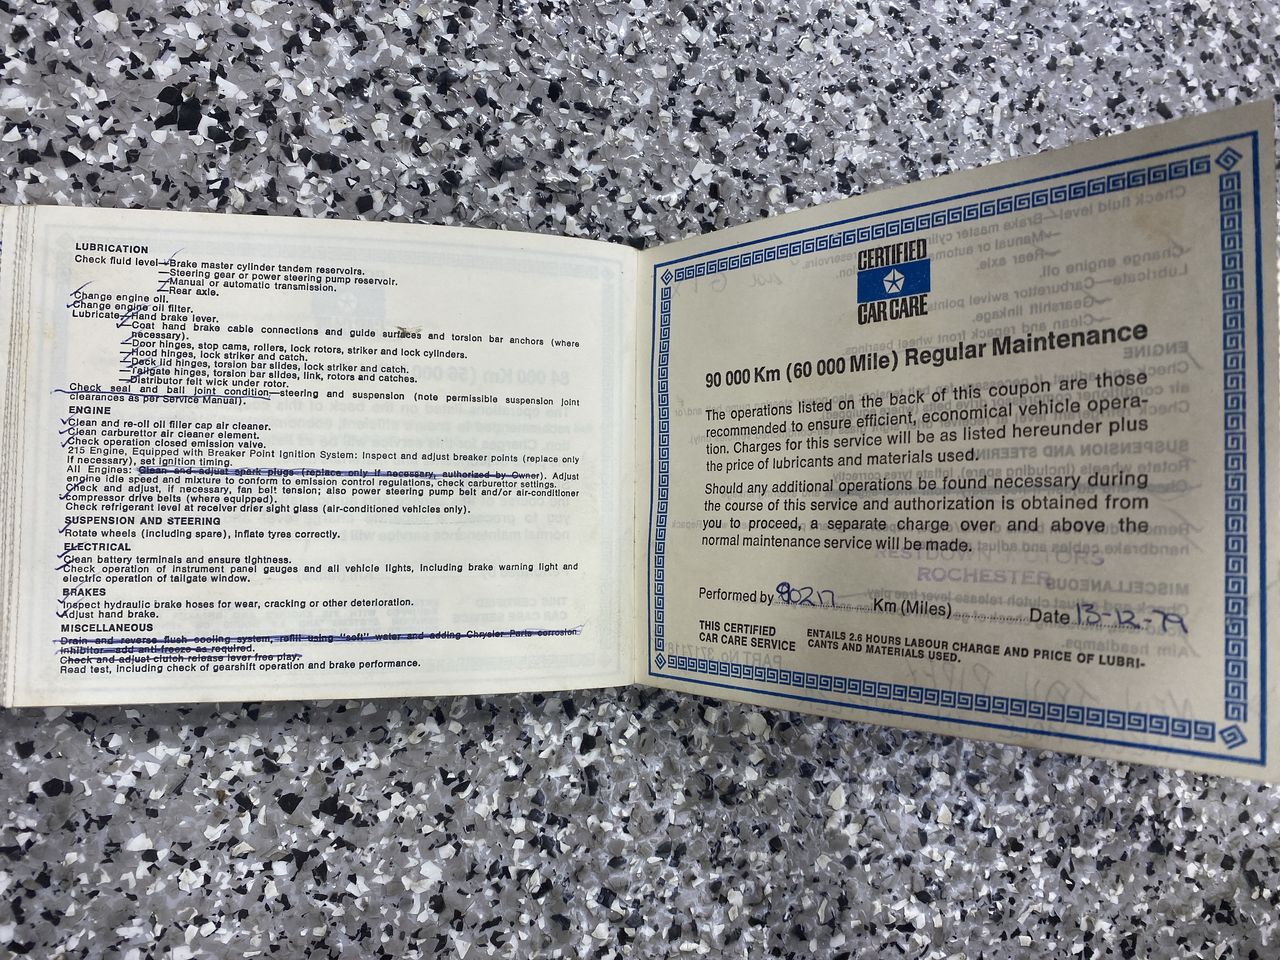 LUBRICATION
Check fluid level—Brake master cylinder tandem reservoirs.
—Steering gear or power steering pump reservoir.
—Manual or automatic transmission.
—Rear axle.
Change engine oil.
Change engine oil filter.
Lubricate—Hand brake lever.
—Coat hand brake cable connections and guide surfaces and torsion bar anchors (where
necessary).
—Door hinges, stop cams, rollers, lock rotors, striker and lock cylinders.
—Hood hinges, lock striker and catch.
—Deck lid hinges, torsion bar slides, lock striker and catch.
—Tailgate hinges, torsion bar slides, link, rotors and catches.
—Distributor felt wick under rotor.
Check seal and ball joint condition—steering and suspension (note permissible suspension joint
clearances as per Service Manual).
ENGINE
Clean and re-oil oil filler cap air cleaner.
Clean carburettor air cleaner element.
Check operation closed emission valve.
215 Engine, Equipped with Breaker Point Ignition System: Inspect and adjust breaker points (replace only
if necessary), set ignition timing.
All Engines: Clean and adjust spark plugs (replace only if necessary, authorized by Owner). Adjust
engine idle speed and mixture to conform to emission control regulations, check carburettor settings.
Check and adjust, if necessary, fan belt tension; also power steering pump belt and/or air-conditioner
compressor drive belts (where equipped).
Check refrigerant level at receiver drier sight glass (air-conditioned vehicles only).
SUSPENSION AND STEERING
Rotate wheels (including spare), inflate tyres correctly.
ELECTRICAL
Clean battery terminals and ensure tightness.
Check operation of instrument panel gauges and all vehicle lights, including brake warning light and
electric operation of tailgate window.
BRAKES
Inspect hydraulic brake hoses for wear, cracking or other deterioration.
Adjust hand brake.
MISCELLANEOUS
Drain and reverse flush cooling system, refill using "soft" water and adding Chrysler Parts corrosion
inhibitor—add anti-freeze as required.
Check and adjust clutch release lever free play.
Read test, including check of gearshift operation and brake performance.
CERTIFIED
CAR CARE
90 000 Km (60 000 Mile) Regular Maintenance
The operations listed on the back of this coupon are those
recommended to ensure efficient, economical vehicle opera-
tion. Charges for this service will be as listed hereunder plus
the price of lubricants and materials used.
Should any additional operations be found necessary during
the course of this service and authorization is obtained from
you to proceed, a separate charge over and above the
normal maintenance service will be made.
MOTORS
ROCHESTER
Performed by 90217 Km (Miles) Date 13-12-79
THIS CERTIFIED
CAR CARE SERVICE
ENTAILS 2.6 HOURS LABOUR CHARGE AND PRICE OF LUBRI-
CANTS AND MATERIALS USED.